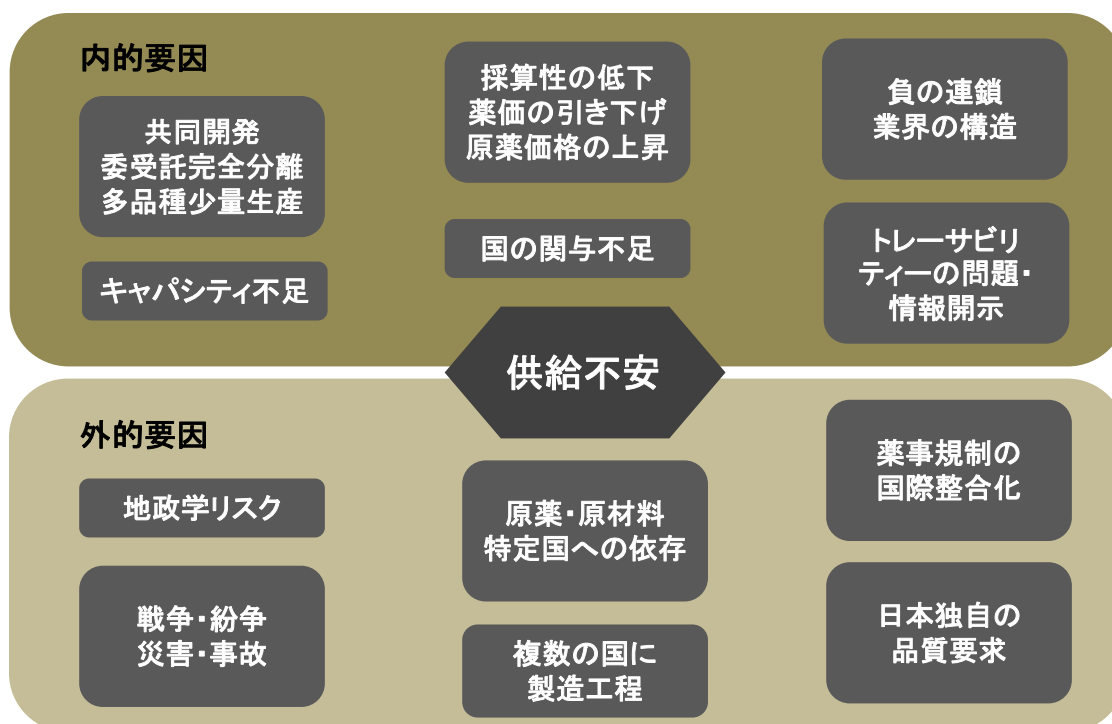 内的要因
共同開発
委受託完全分離
多品種少量生産
キャパシティ不足
採算性の低下
薬価の引き下げ
原薬価格の上昇
国の関与不足
負の連鎖
業界の構造
トレーサビリ
ティーの問題・
情報開示
供給不安
外的要因
地政学リスク
戦争・紛争
災害・事故
原薬・原材料
特定国への依存
複数の国に
製造工程
薬事規制の
国際整合化
日本独自の
品質要求